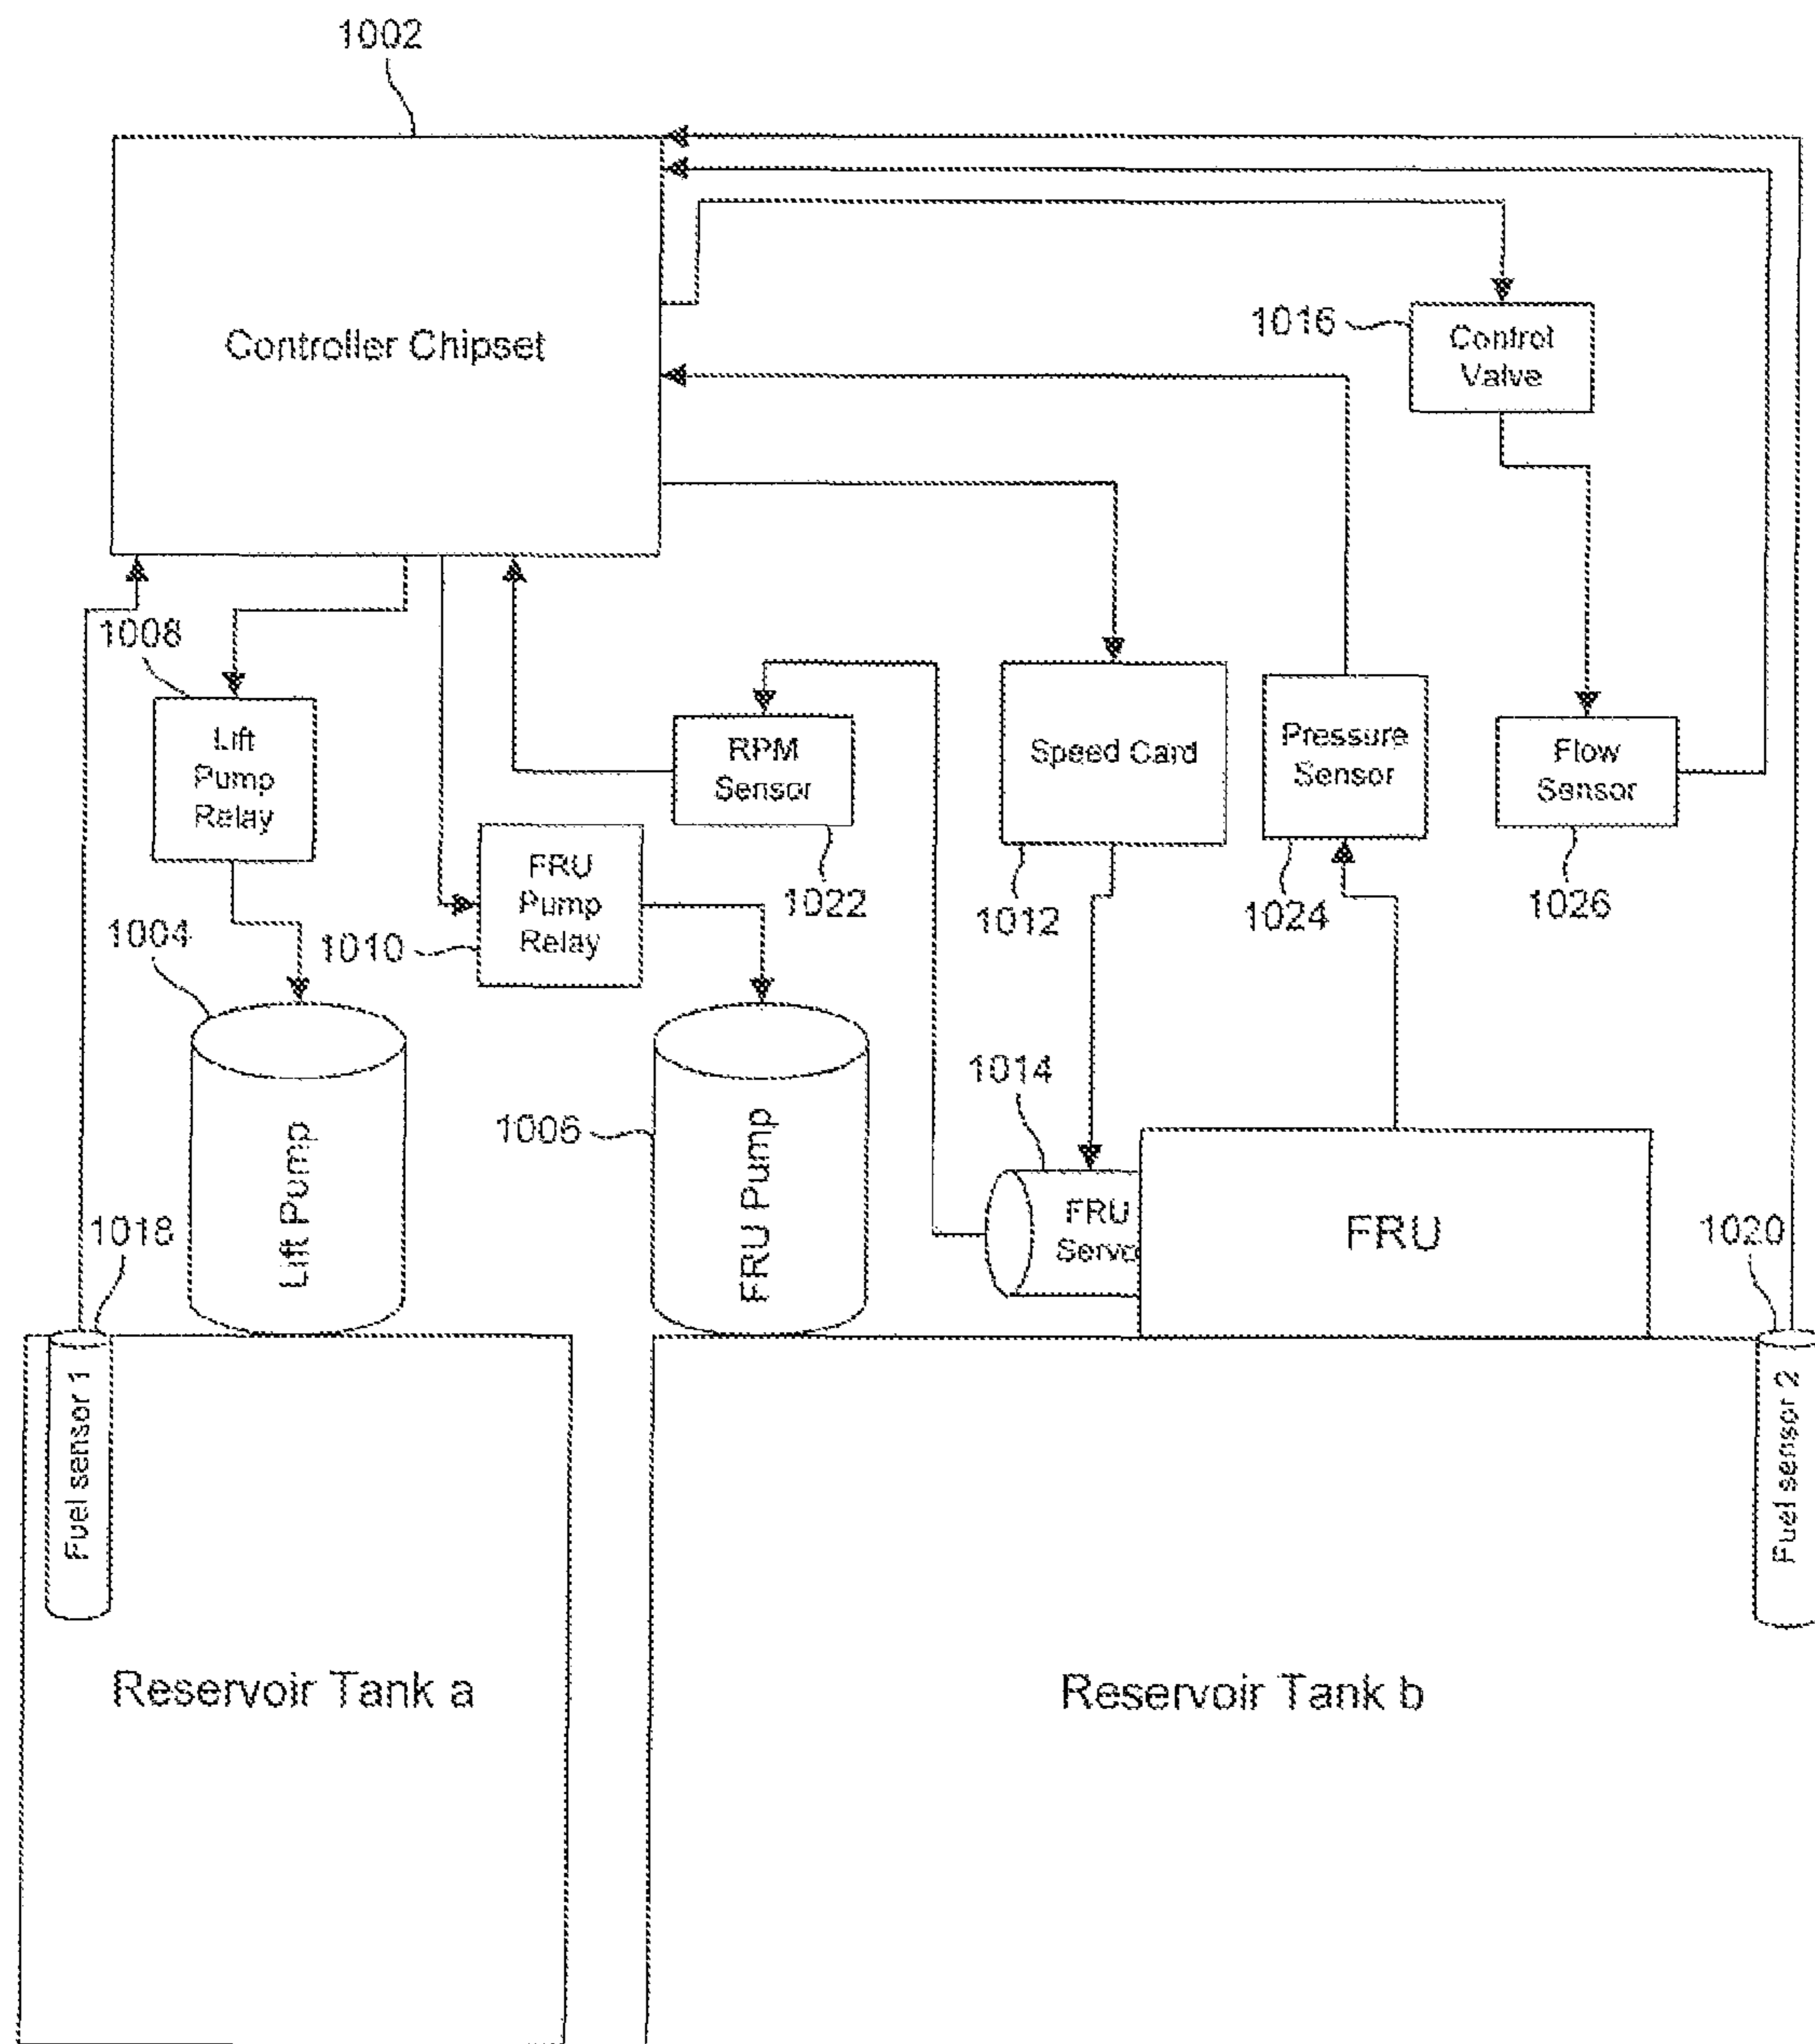 1002
Controller Chipset
1016
Control
Valve
1008
Lift
Pump
Relay
RPM
Sensor
Speed Card
Pressure
Sensor
Flow
Sensor
FRU
Pump
Relay
1022
1012
1024
1026
1004
1010
1014
1006
Lift Pump
FRU Pump
FRU
Servo
FRU
1018
1020
Fuel sensor 1
Fuel sensor 2
Reservoir Tank a
Reservoir Tank b